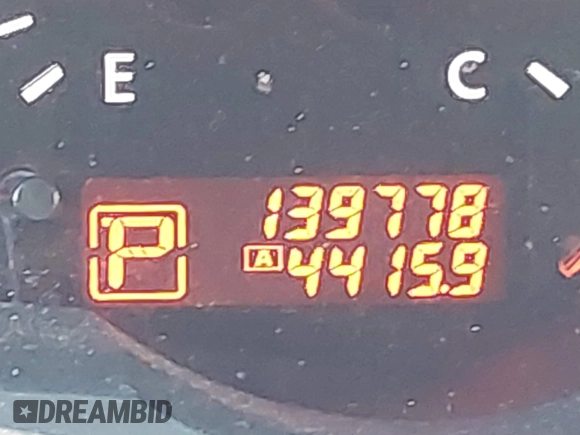 E C
P
139778
A 4415.9
DREAMBID